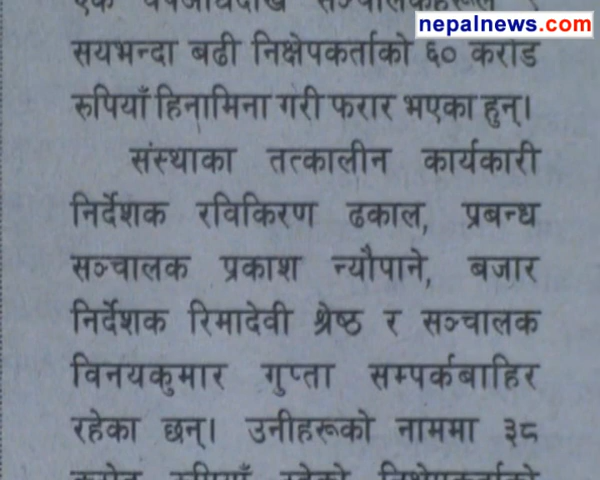 nepalnews.com
सयभन्दा बढी निक्षेपकर्ताको ६० करोड
रुपियाँ हिनामिना गरी फरार भएका हुन्।
संस्थाका तत्कालीन कार्यकारी
निर्देशक रविकिरण ढकाल, प्रबन्ध
सञ्चालक प्रकाश न्यौपाने, बजार
निर्देशक रिमादेवी श्रेष्ठ र सञ्चालक
विनयकुमार गुप्ता सम्पर्कबाहिर
रहेका छन्। उनीहरूको नाममा ३८